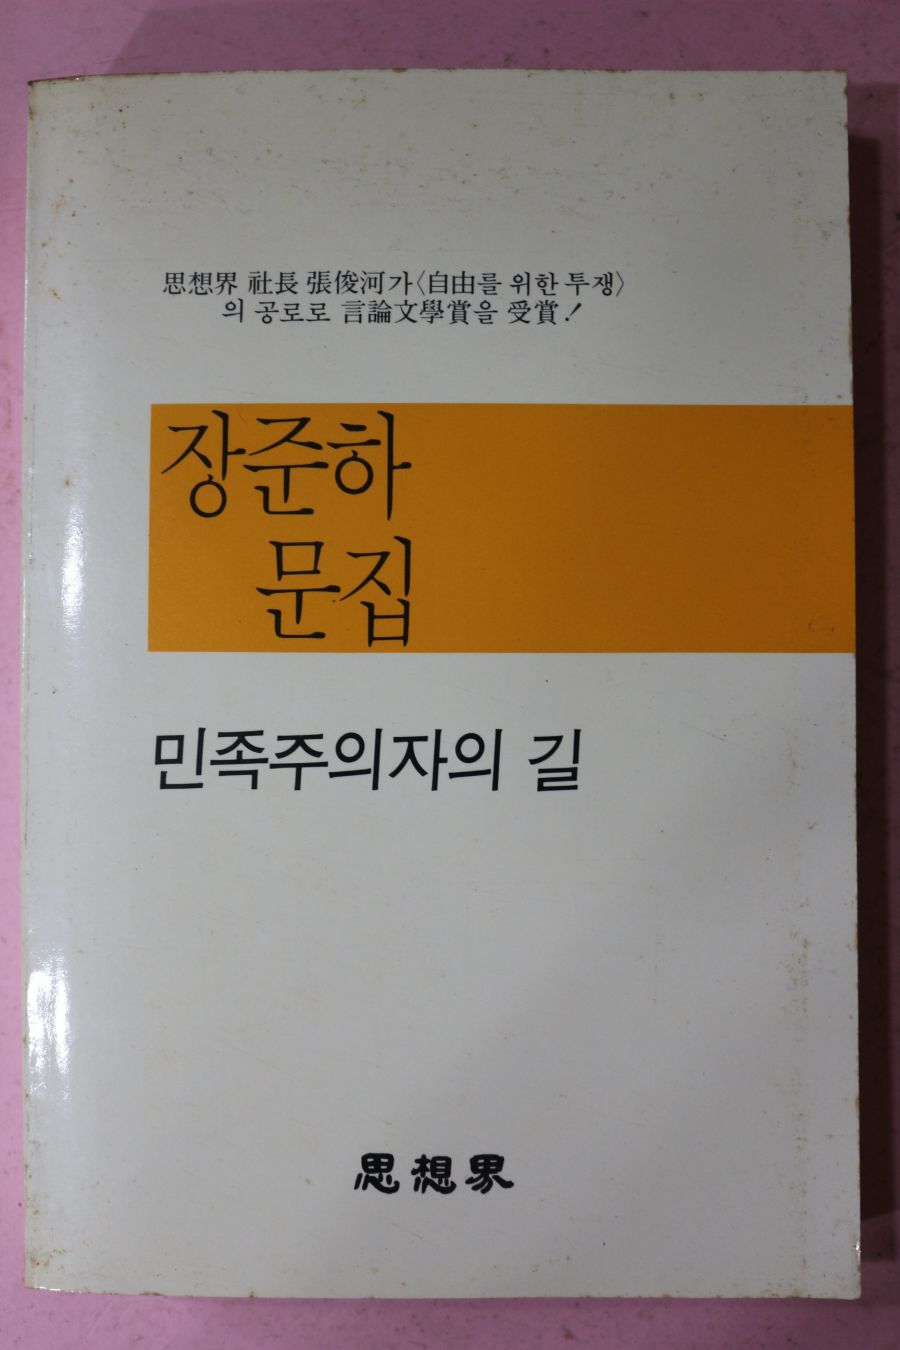 思想界 社長 張俊河가〈自由를 위한 투쟁〉
의 공로로 言論文學賞을 受賞!
장준하
문집
민족주의자의 길
思想界